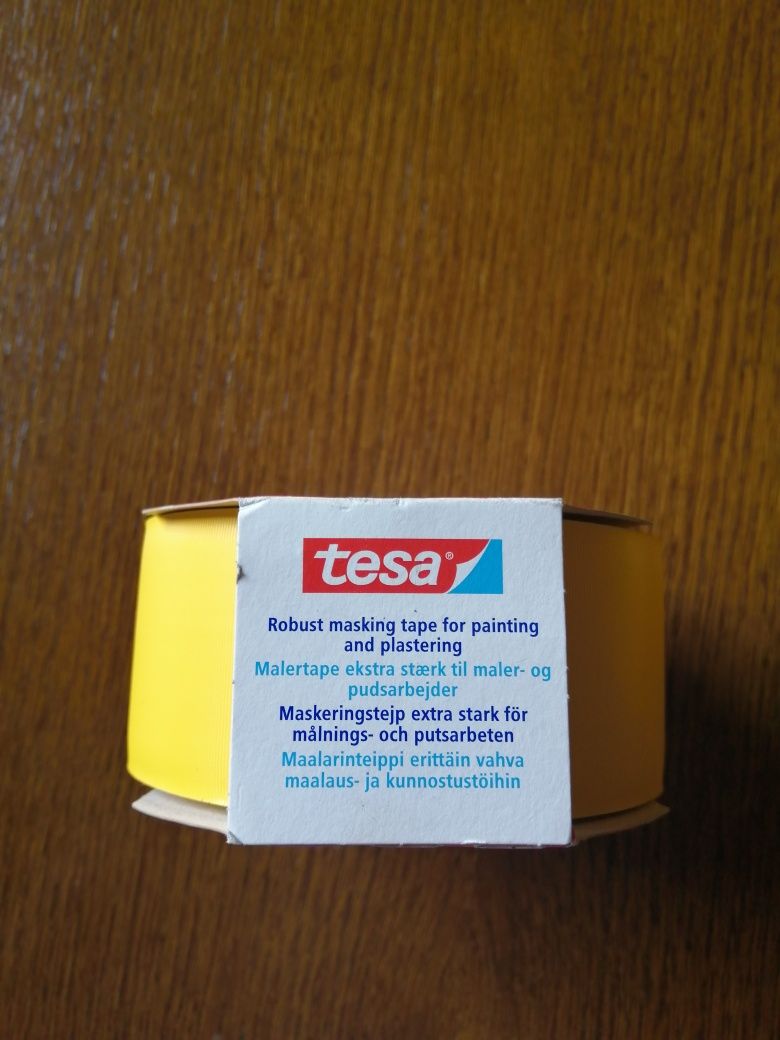 tesa®
Robust masking tape for painting
and plastering
Malertape ekstra stærk til maler- og
pudsarbejder
Maskeringstejp extra stark för
målnings- och putsarbeten
Maalarinteippi erittäin vahva
maalaus- ja kunnostustöihin